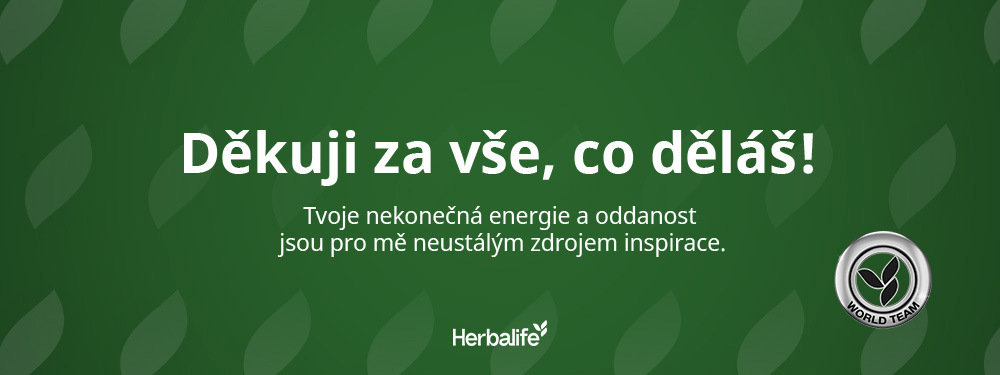 Děkuji za vše, co děláš!
Tvoje nekonečná energie a oddanost
jsou pro mě neustálým zdrojem inspirace.
WORLD TEAM
Herbalife